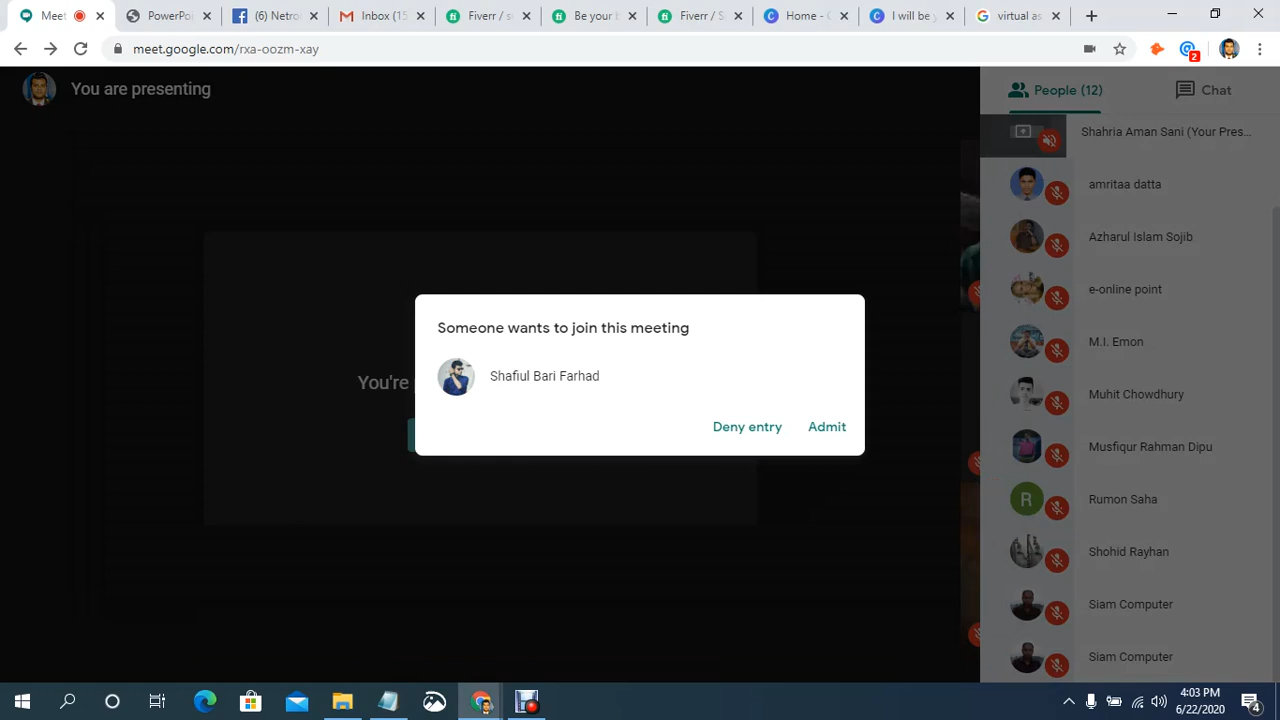 Meet
PowerPoi
(6) Netro
Inbox (15
Fiverr / S
Be your b
Fiverr / S
Home - C
I will be y
virtual as
meet.google.com/rxa-oozm-xay
2
You are presenting
People (12)
Chat
Shahria Aman Sani (Your Pres...
amritaa datta
Azharul Islam Sojib
e-online point
M.I. Emon
Muhit Chowdhury
Musfiqur Rahman Dipu
R
Rumon Saha
Shohid Rayhan
Siam Computer
Siam Computer
You're
Someone wants to join this meeting
Shafiul Bari Farhad
Deny entry
Admit
4:03 PM
6/22/2020
4